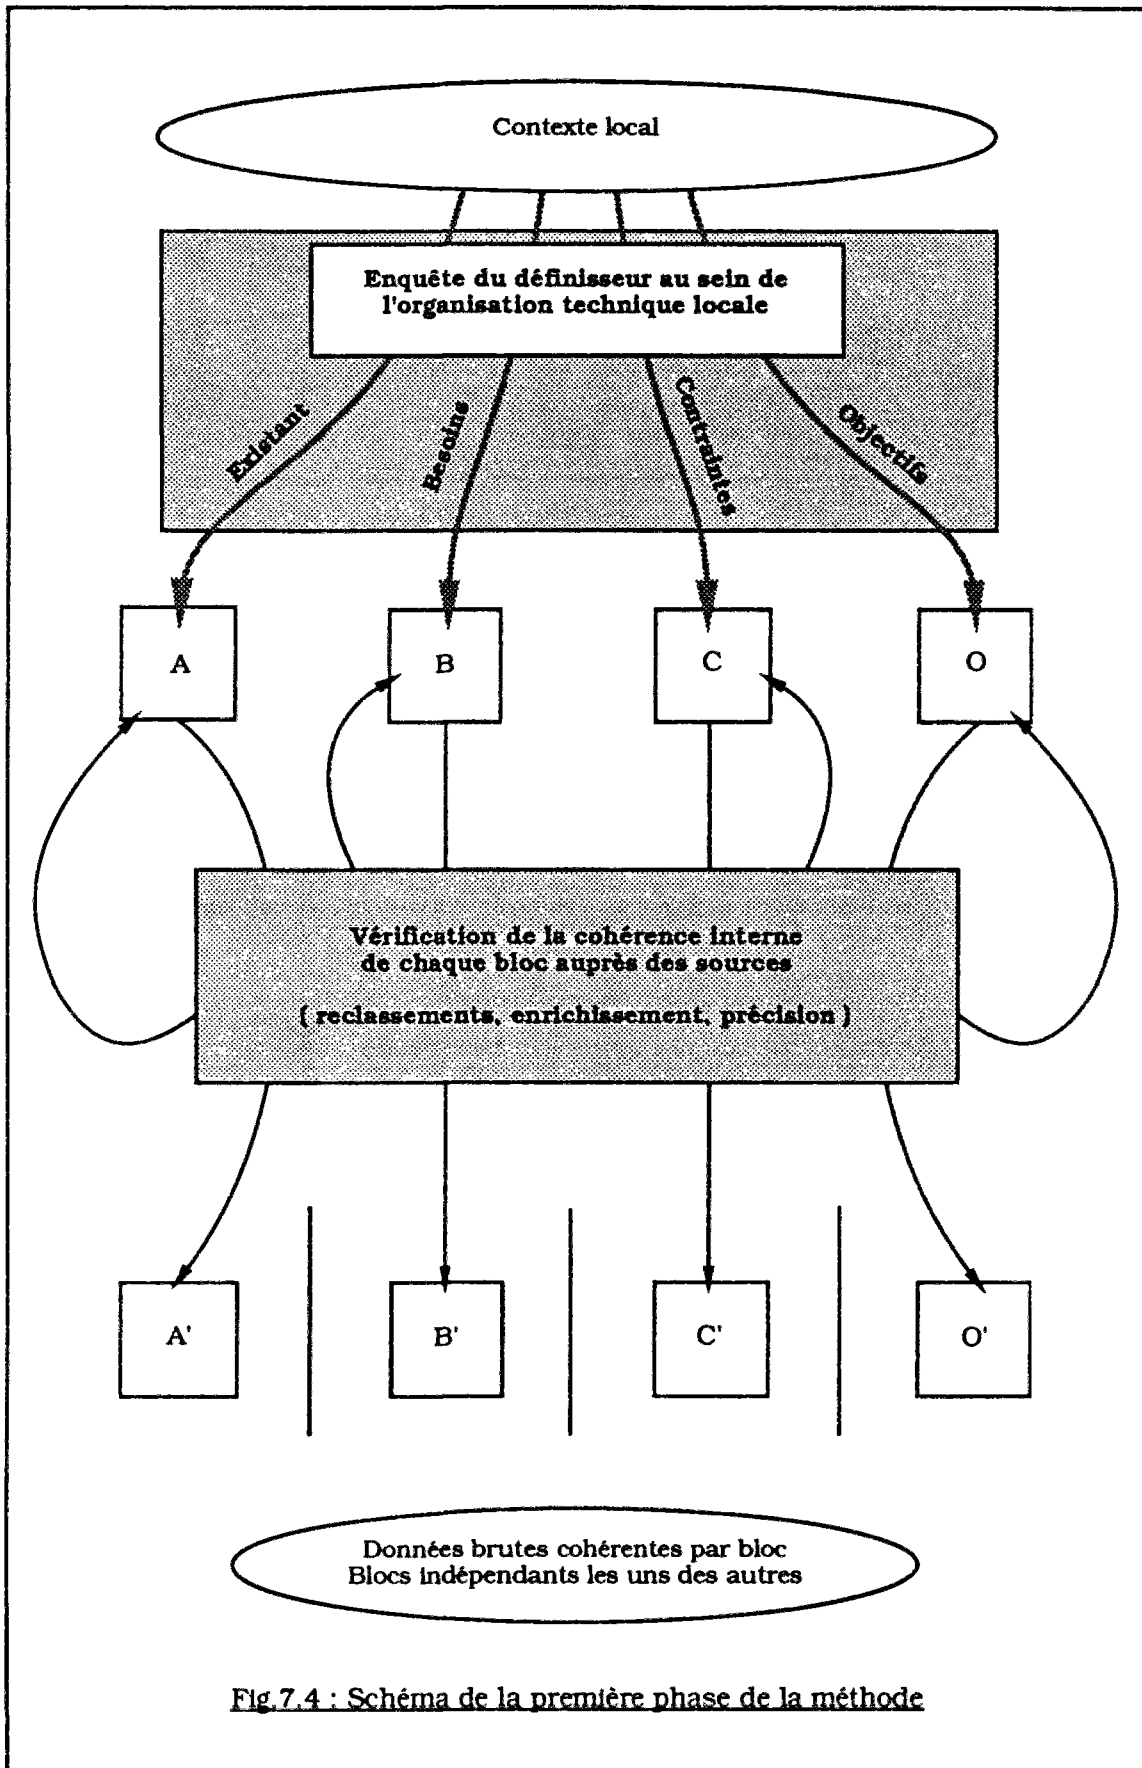 Contexte local
Enquête du définisseur au sein de
l'organisation technique locale
Existant
Besoins
Contraintes
Objectifs
A
B
C
O
Vérification de la cohérence interne
de chaque bloc auprès des sources
( reclassements, enrichissement, précision )
A'
B'
C'
O'
Données brutes cohérentes par bloc
Blocs indépendants les uns des autres
Fig.7.4 : Schéma de la première phase de la méthode